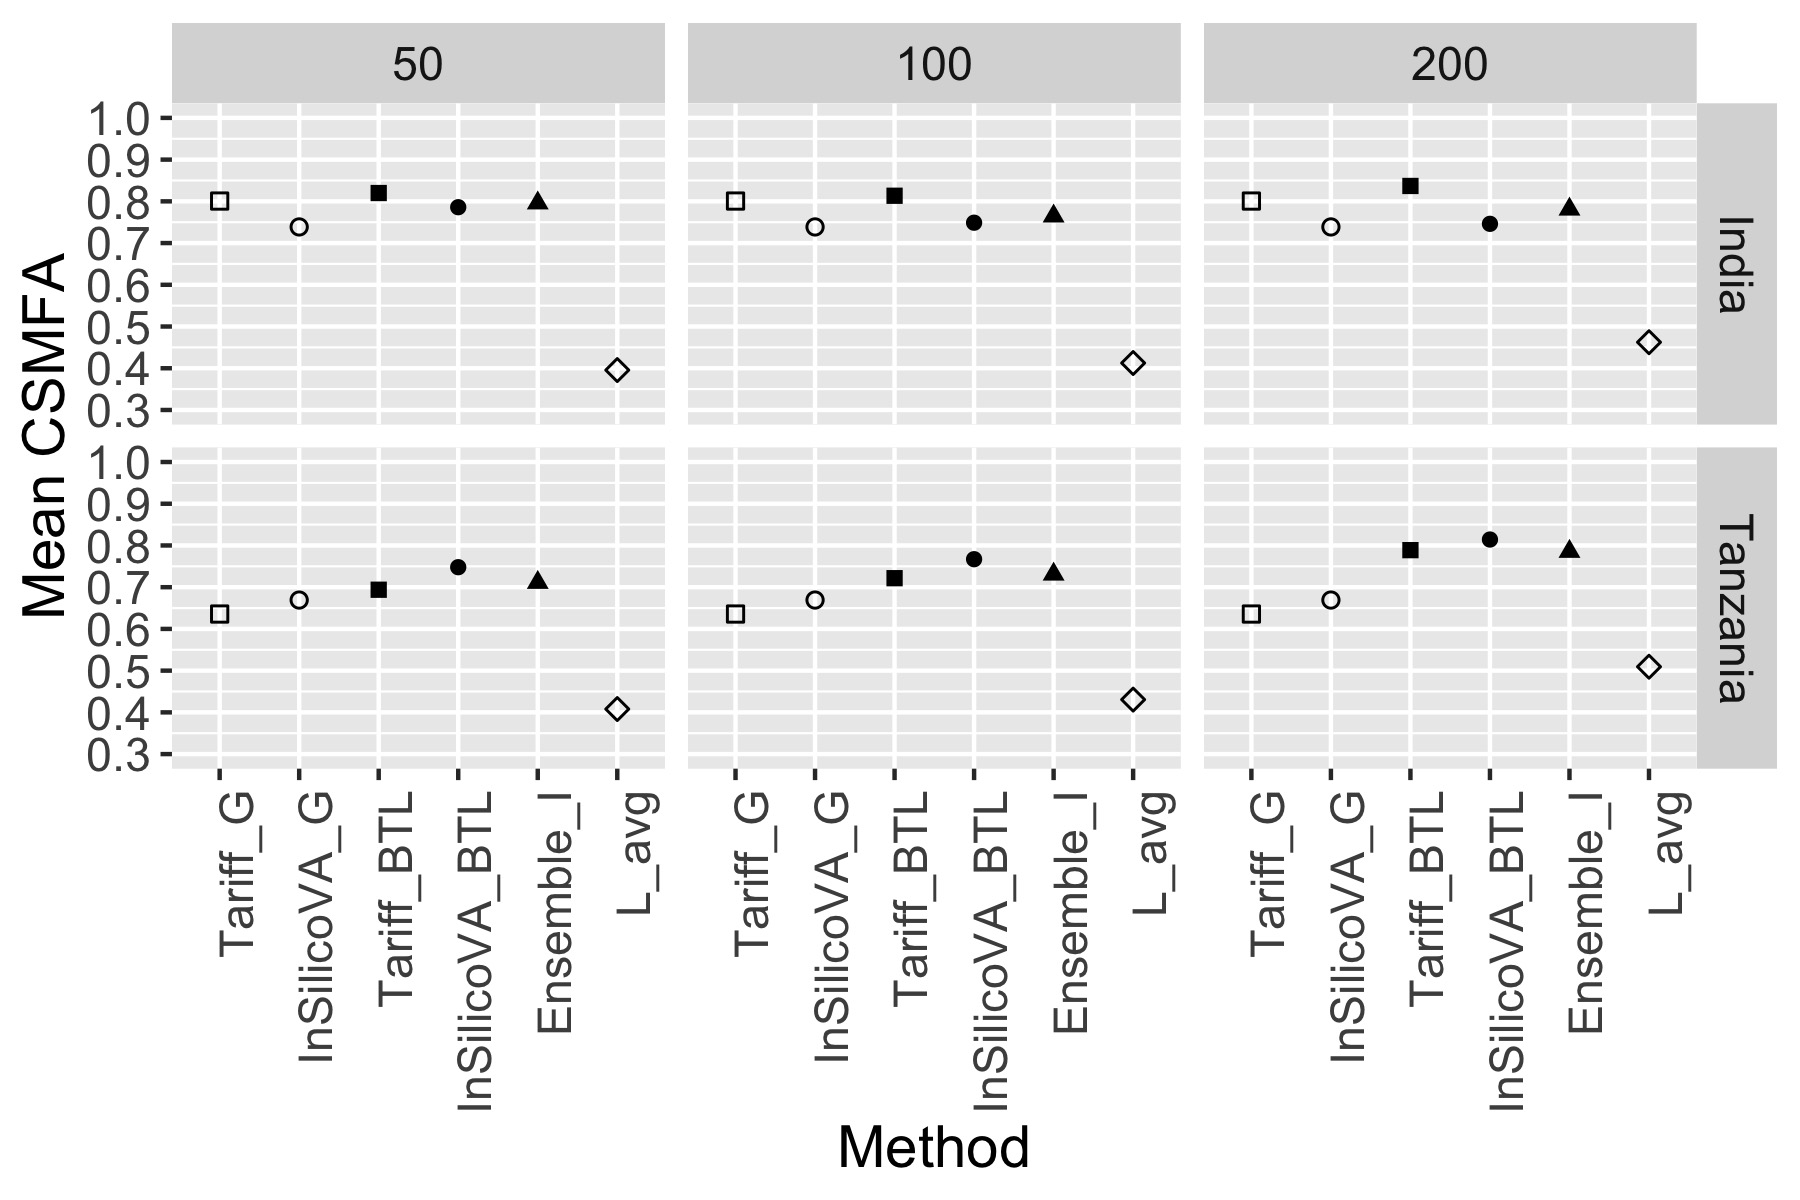 50 100 200
1.0
0.9
0.8
0.7
0.6
0.5
0.4
0.3
India
1.0
0.9
0.8
0.7
0.6
0.5
0.4
0.3
Tanzania
Mean CSMFA
Tariff_G
InSilicoVA_G
Tariff_BTL
InSilicoVA_BTL
Ensemble_I
L_avg
Tariff_G
InSilicoVA_G
Tariff_BTL
InSilicoVA_BTL
Ensemble_I
L_avg
Tariff_G
InSilicoVA_G
Tariff_BTL
InSilicoVA_BTL
Ensemble_I
L_avg
Method